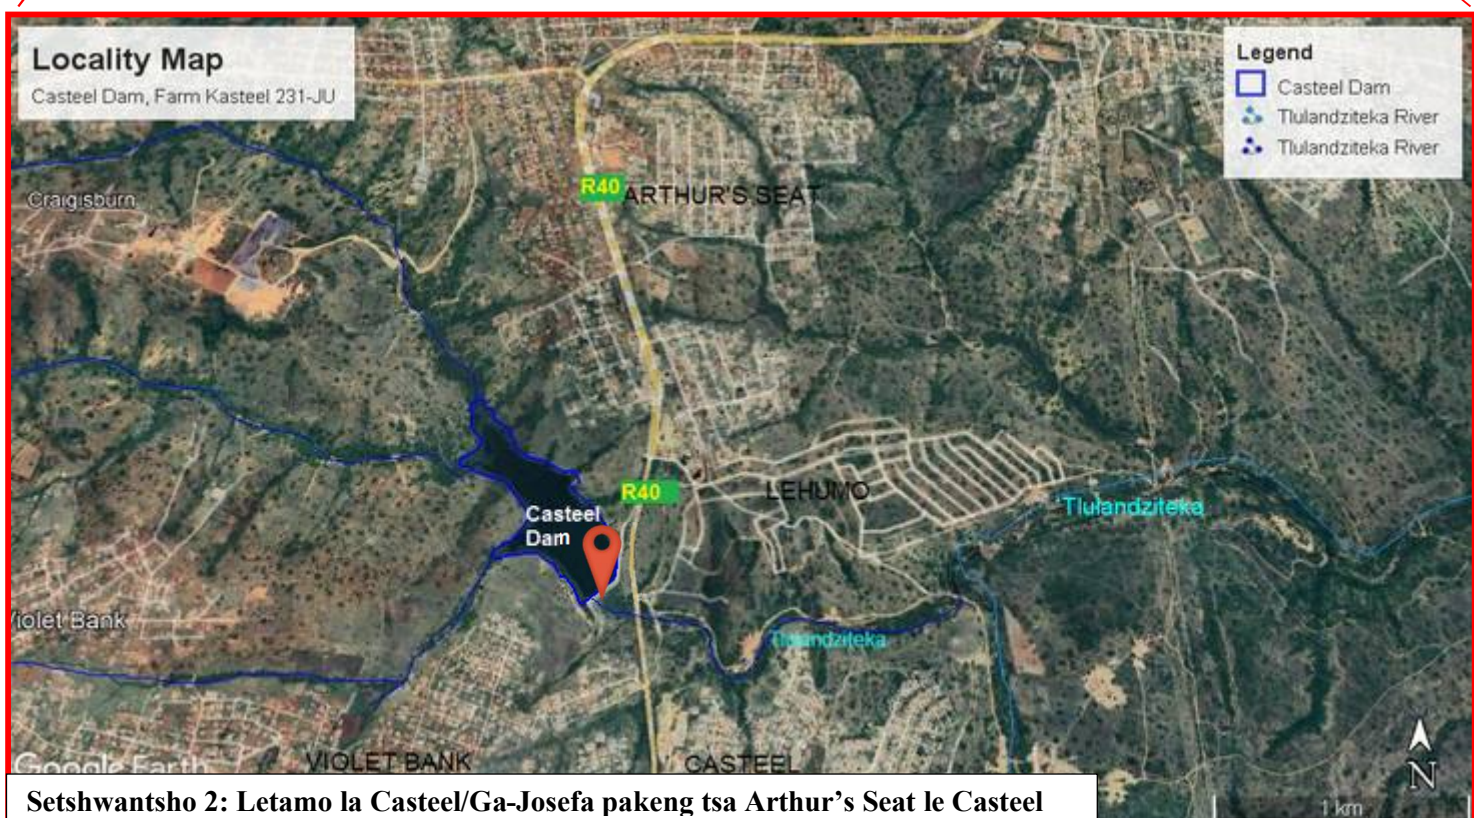 Locality Map
Casteel Dam, Farm Kasteel 231-JU
Legend
Casteel Dam
Tlulandziteka River
Tlulandziteka River
Craigisburn
R40
ARTHUR'S SEAT
R40
LEHUMO
Casteel
Dam
Tlulandziteka
Violet Bank
Tlulandziteka
VIOLET BANK
CASTEEL
Google Earth
N
1 km
Setshwantsho 2: Letamo la Casteel/Ga-Josefa pakeng tsa Arthur’s Seat le Casteel